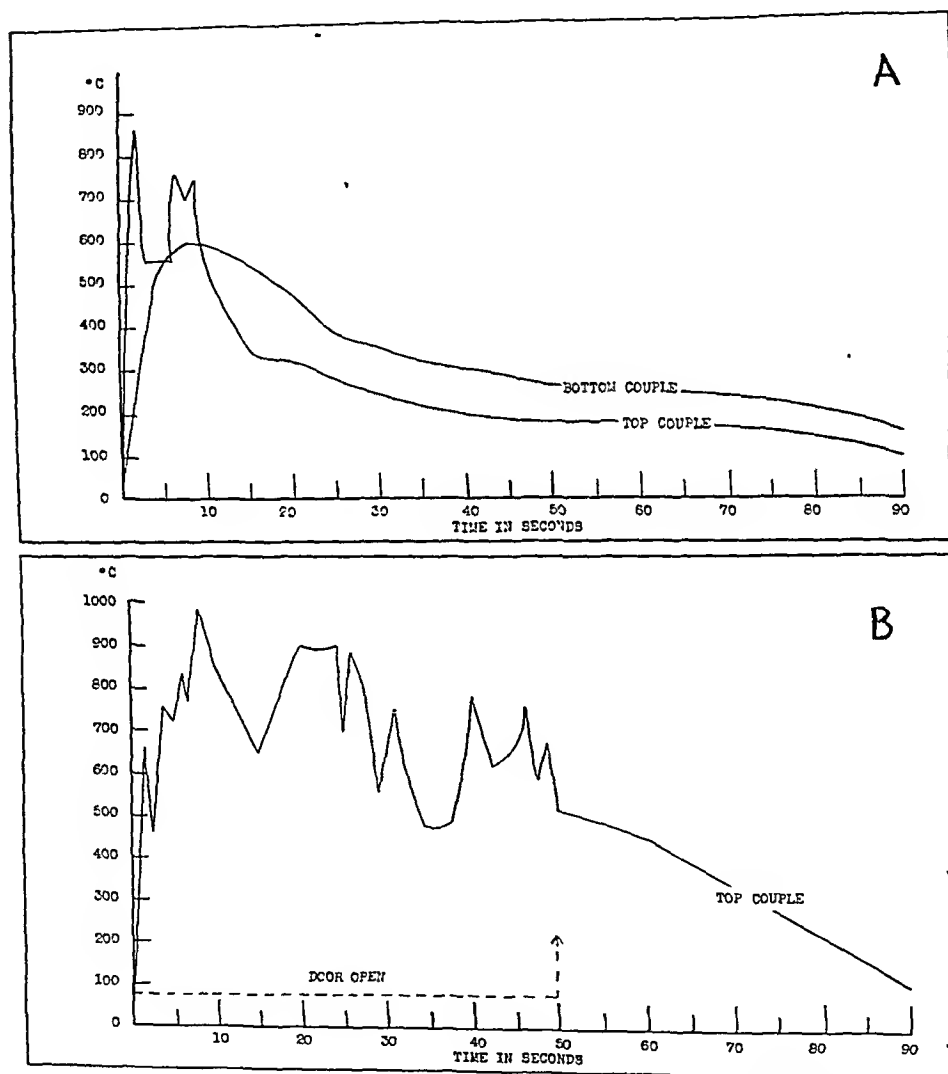 A
°C
900
800
700
600
500
400
300
200
100
0
BOTTOM COUPLE
TOP COUPLE
10 20 30 40 50 60 70 80 90
TIME IN SECONDS
B
°C
1000
900
800
700
600
500
400
300
200
100
0
TOP COUPLE
DOOR OPEN
10 20 30 40 50 60 70 80 90
TIME IN SECONDS